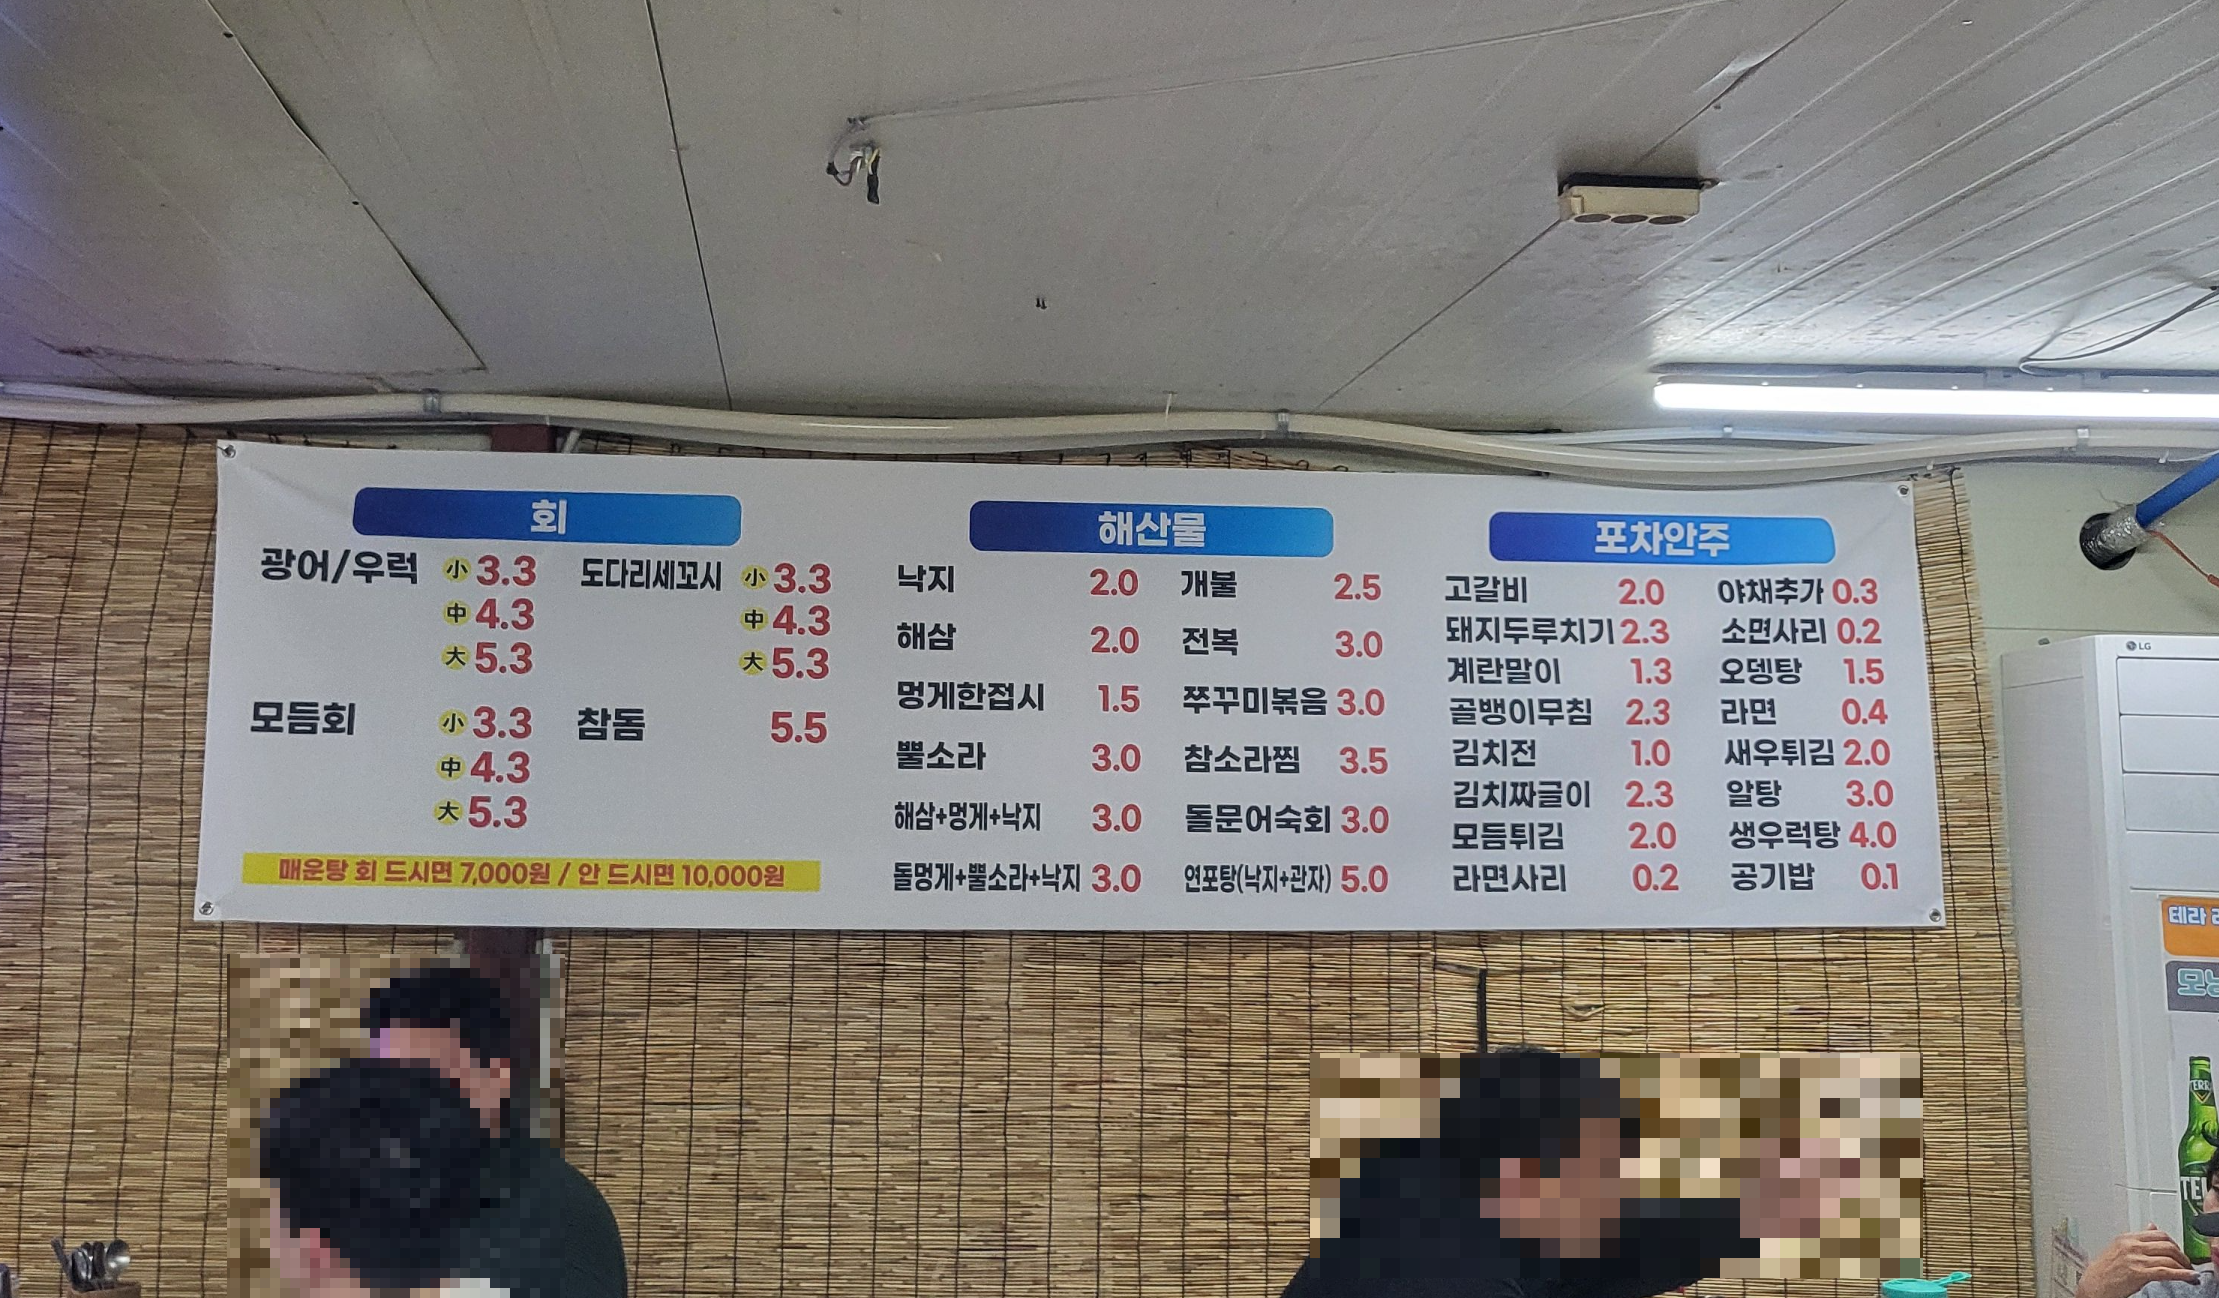 회
광어/우럭 小 3.3
中 4.3
大 5.3
도다리세꼬시 小 3.3
中 4.3
大 5.3
모듬회 小 3.3
中 4.3
大 5.3
참돔 5.5
매운탕 회 드시면 7,000원 / 안 드시면 10,000원
해산물
낙지 2.0
해삼 2.0
멍게한접시 1.5
뿔소라 3.0
해삼+멍게+낙지 3.0
돌멍게+뿔소라+낙지 3.0
개불 2.5
전복 3.0
쭈꾸미볶음 3.0
참소라찜 3.5
돌문어숙회 3.0
연포탕(낙지+관자) 5.0
포차안주
고갈비 2.0
돼지두루치기 2.3
계란말이 1.3
골뱅이무침 2.3
김치전 1.0
김치짜글이 2.3
모듬튀김 2.0
라면사리 0.2
야채추가 0.3
소면사리 0.2
오뎅탕 1.5
라면 0.4
새우튀김 2.0
알탕 3.0
생우럭탕 4.0
공기밥 0.1
LG
테라